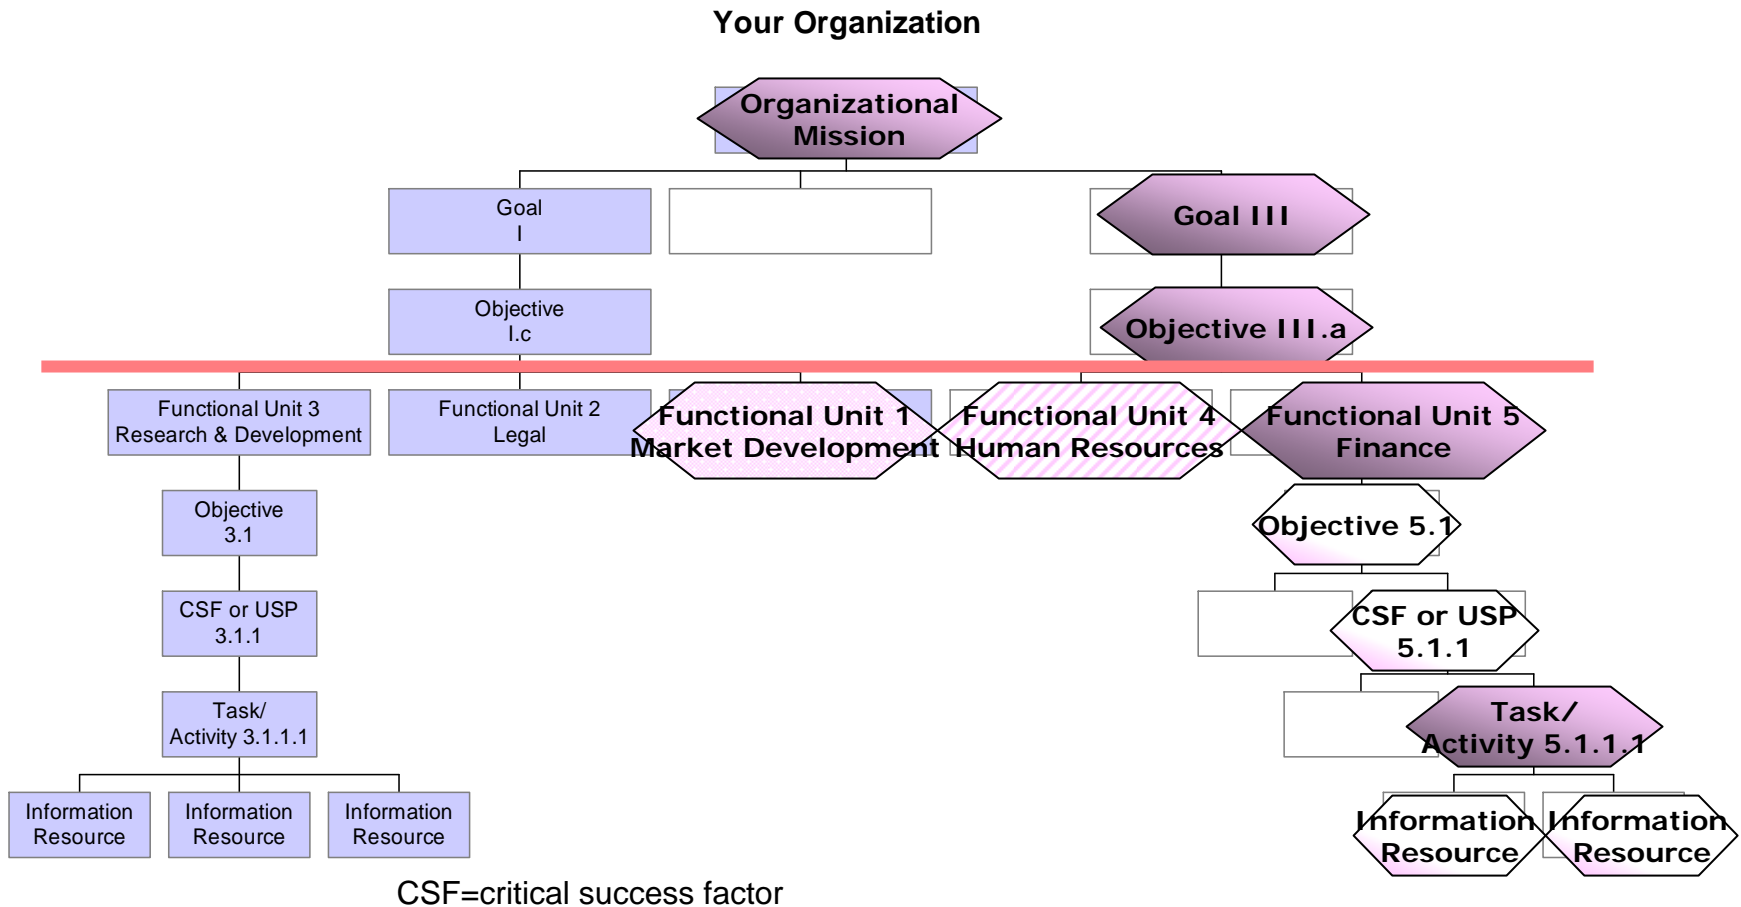 Your Organization
Organizational
Mission
Goal
I
Goal III
Objective
I.c
Objective III.a
Functional Unit 3
Research & Development
Functional Unit 2
Legal
Functional Unit 1
Market Development
Functional Unit 4
Human Resources
Functional Unit 5
Finance
Objective
3.1
Objective 5.1
CSF or USP
3.1.1
CSF or USP
5.1.1
Task/
Activity 3.1.1.1
Task/
Activity 5.1.1.1
Information
Resource
Information
Resource
Information
Resource
Information
Resource
Information
Resource
CSF=critical success factor